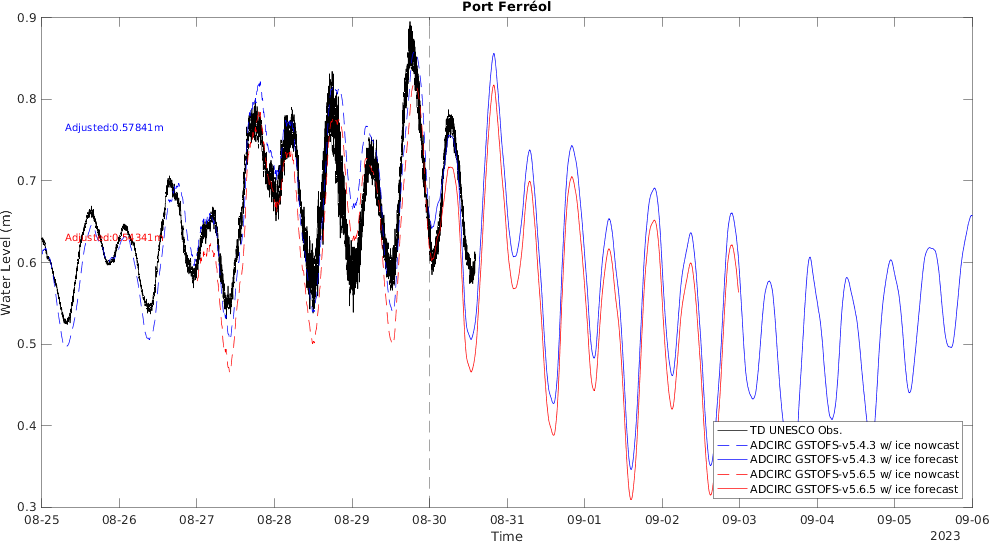 Port Ferréol
0.9
0.8
0.7
0.6
0.5
0.4
0.3
Water Level (m)
Adjusted:0.57841m
Adjusted:0.54341m
TD UNESCO Obs.
ADCIRC GSTOFS-v5.4.3 w/ ice nowcast
ADCIRC GSTOFS-v5.4.3 w/ ice forecast
ADCIRC GSTOFS-v5.6.5 w/ ice nowcast
ADCIRC GSTOFS-v5.6.5 w/ ice forecast
08-25 08-26 08-27 08-28 08-29 08-30 08-31 09-01 09-02 09-03 09-04 09-05 09-06
Time
2023